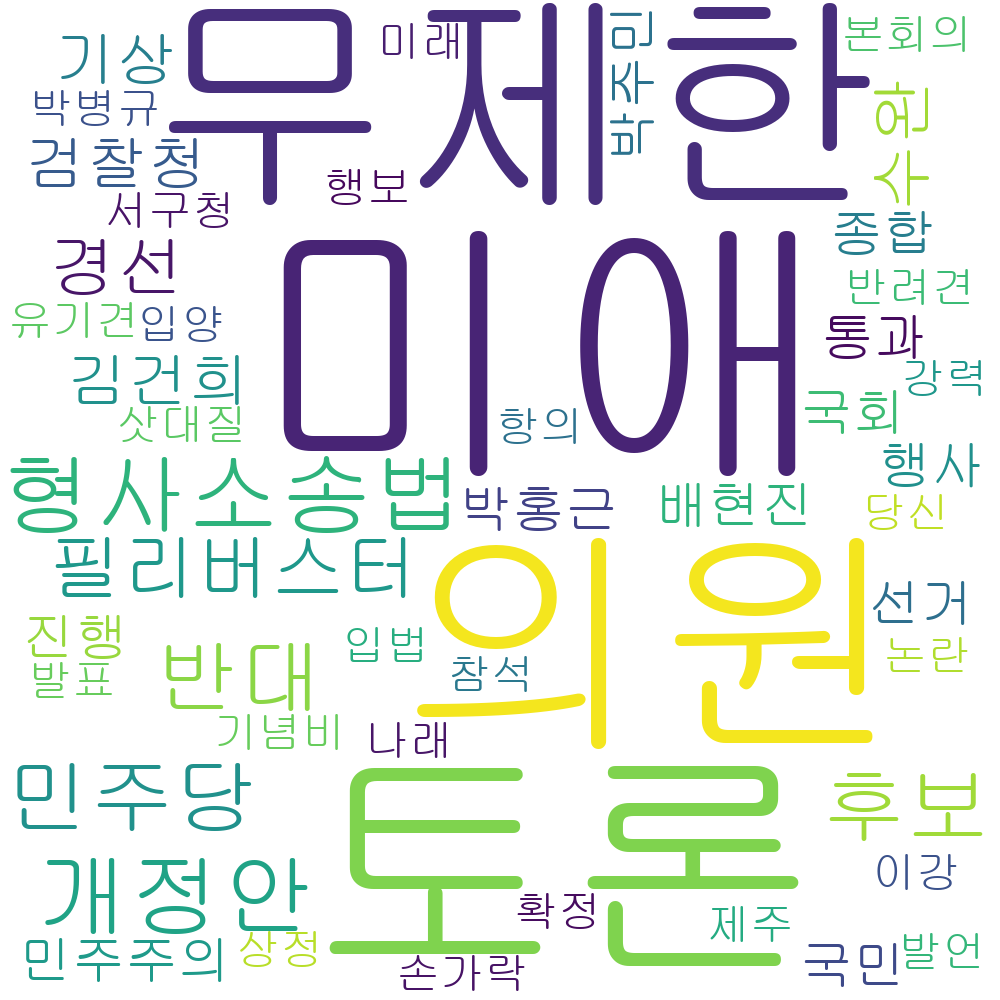 무제한
미래
박주민
본회의
기상
박병규
수원
검찰청
행보
서구청
경선
미애
종합
반려견
유기견
입양
통과
김건희
강력
국회
삿대질
항의
행사
형사소송법
박홍근
배현진
당신
필리버스터
의원
선거
진행
반대
입법
논란
발표
참석
기념비
나래
민주당
토론
후보
개정안
이강
확정
제주
민주주의
상정
손가락
국민
발언